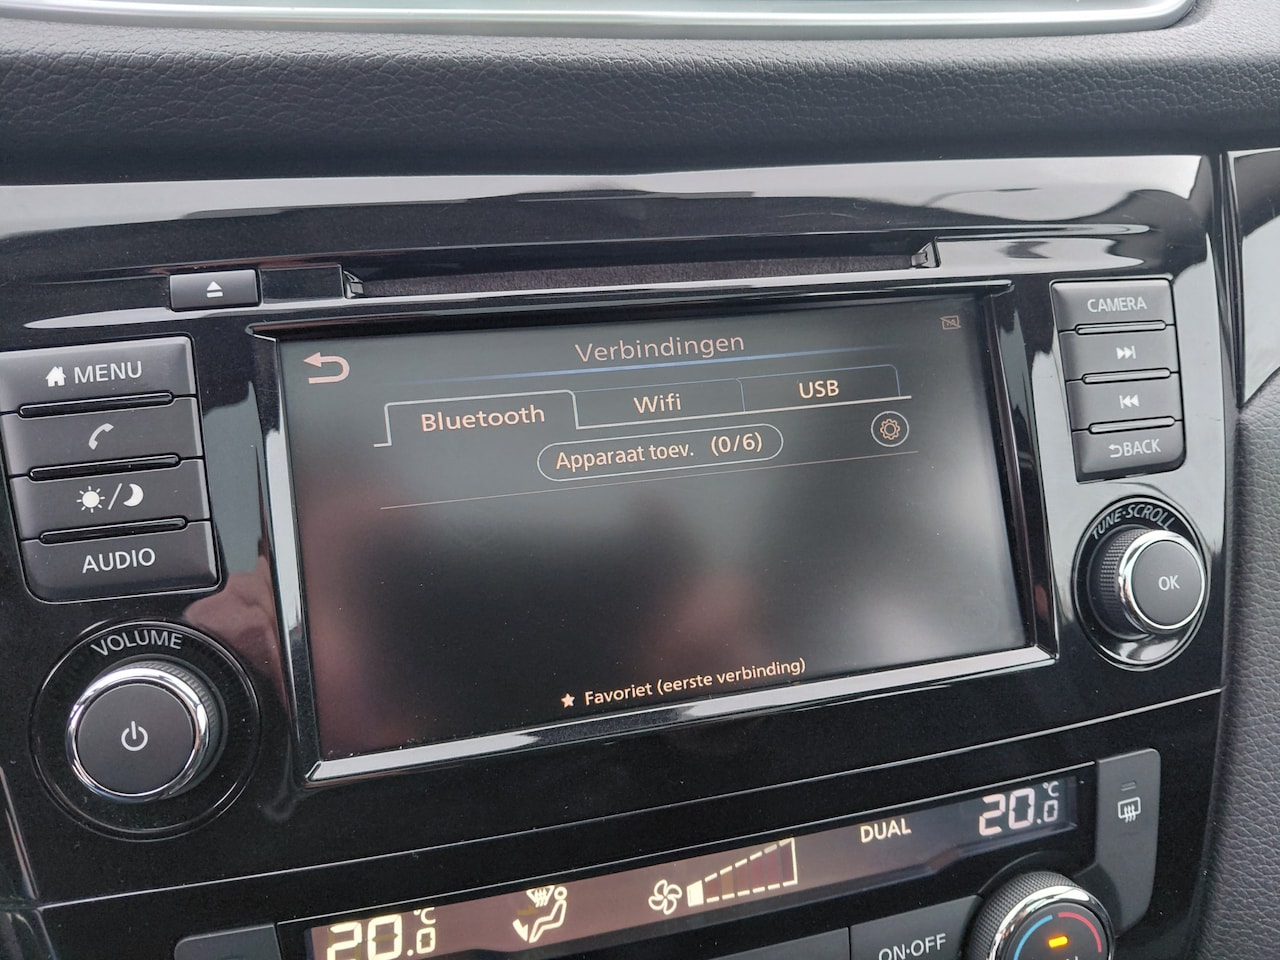 CAMERA
MENU
Verbindingen
Bluetooth
Wifi
USB
Apparaat toev. (0/6)
BACK
AUDIO
TUNE·SCROLL
OK
VOLUME
★ Favoriet (eerste verbinding)
DUAL
20.0 °C
20.0 °C
ON·OFF